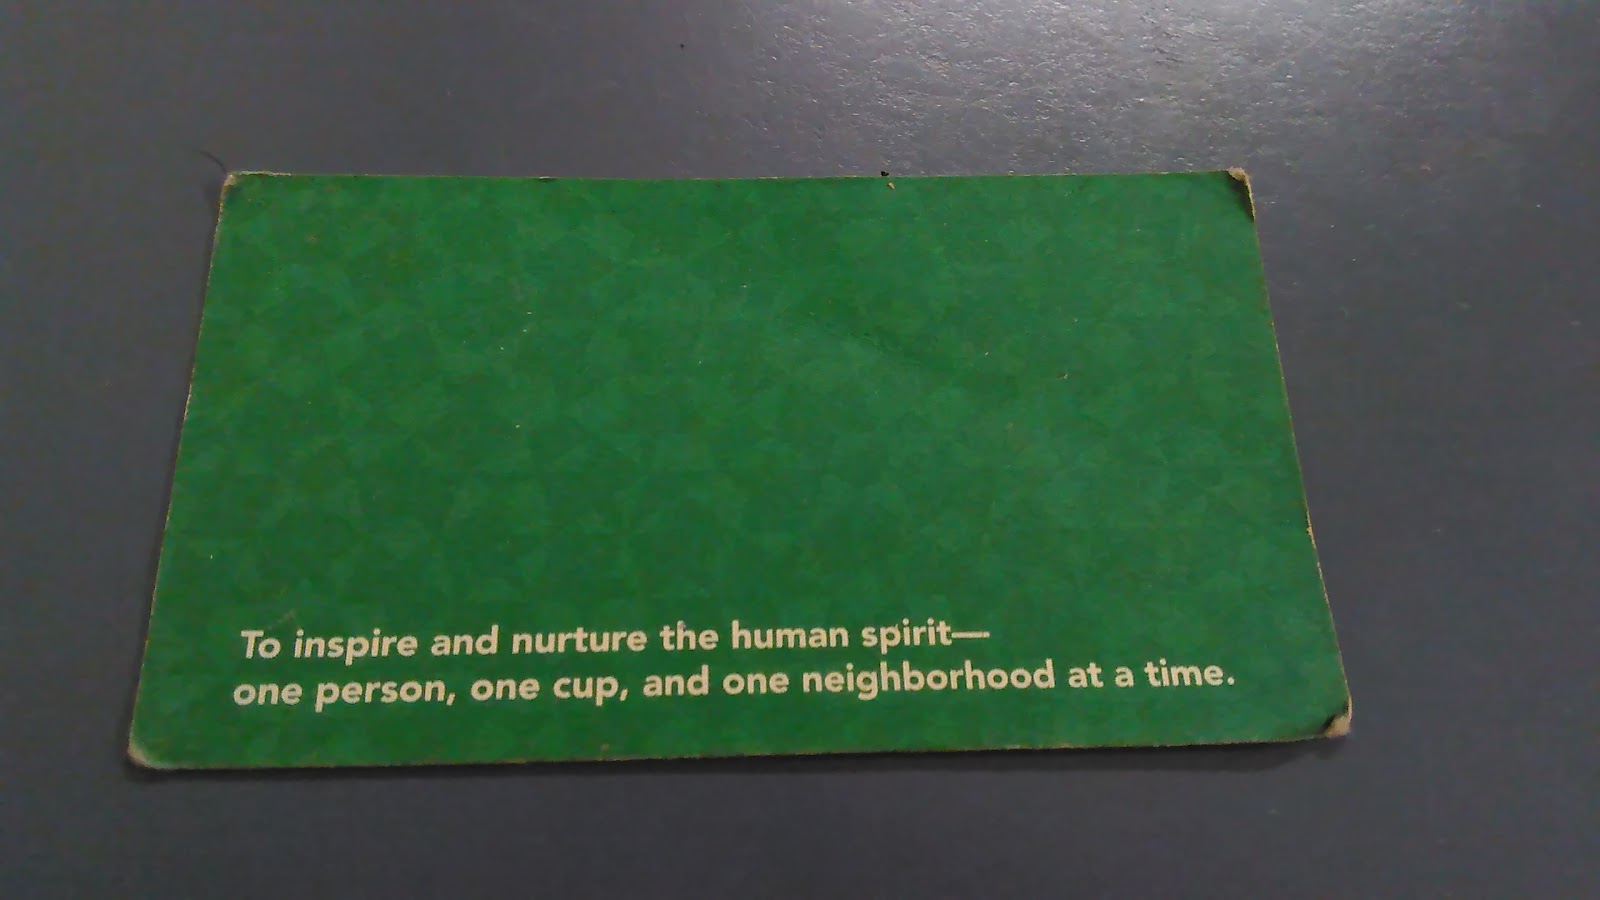 To inspire and nurture the human spirit—
one person, one cup, and one neighborhood at a time.